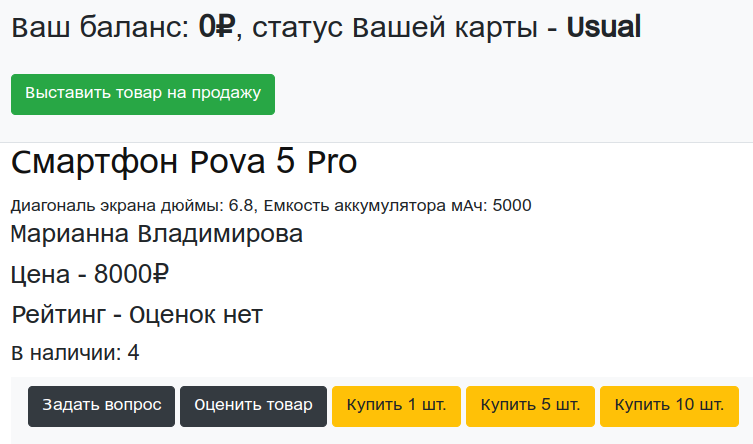 Ваш баланс: 0₽, статус Вашей карты - Usual
Выставить товар на продажу
Смартфон Pova 5 Pro
Диагональ экрана дюймы: 6.8, Емкость аккумулятора мАч: 5000
Марианна Владимирова
Цена - 8000₽
Рейтинг - Оценок нет
В наличии: 4
Задать вопрос Оценить товар Купить 1 шт. Купить 5 шт. Купить 10 шт.